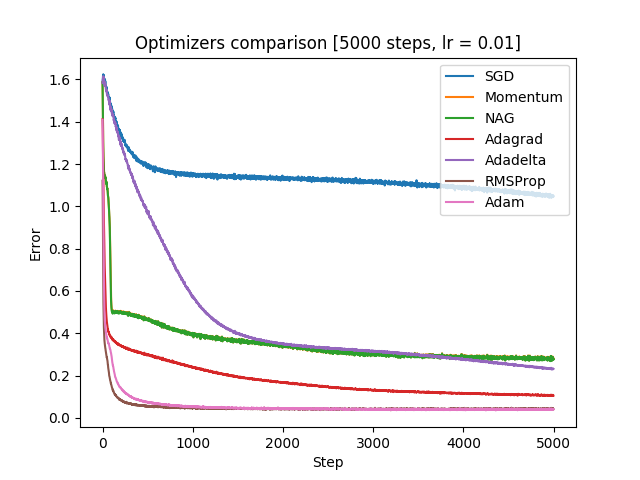 Optimizers comparison [5000 steps, lr = 0.01]
SGD
Momentum
NAG
Adagrad
Adadelta
RMSProp
Adam
1.6
1.4
1.2
1.0
0.8
0.6
0.4
0.2
0.0
Error
0 1000 2000 3000 4000 5000
Step